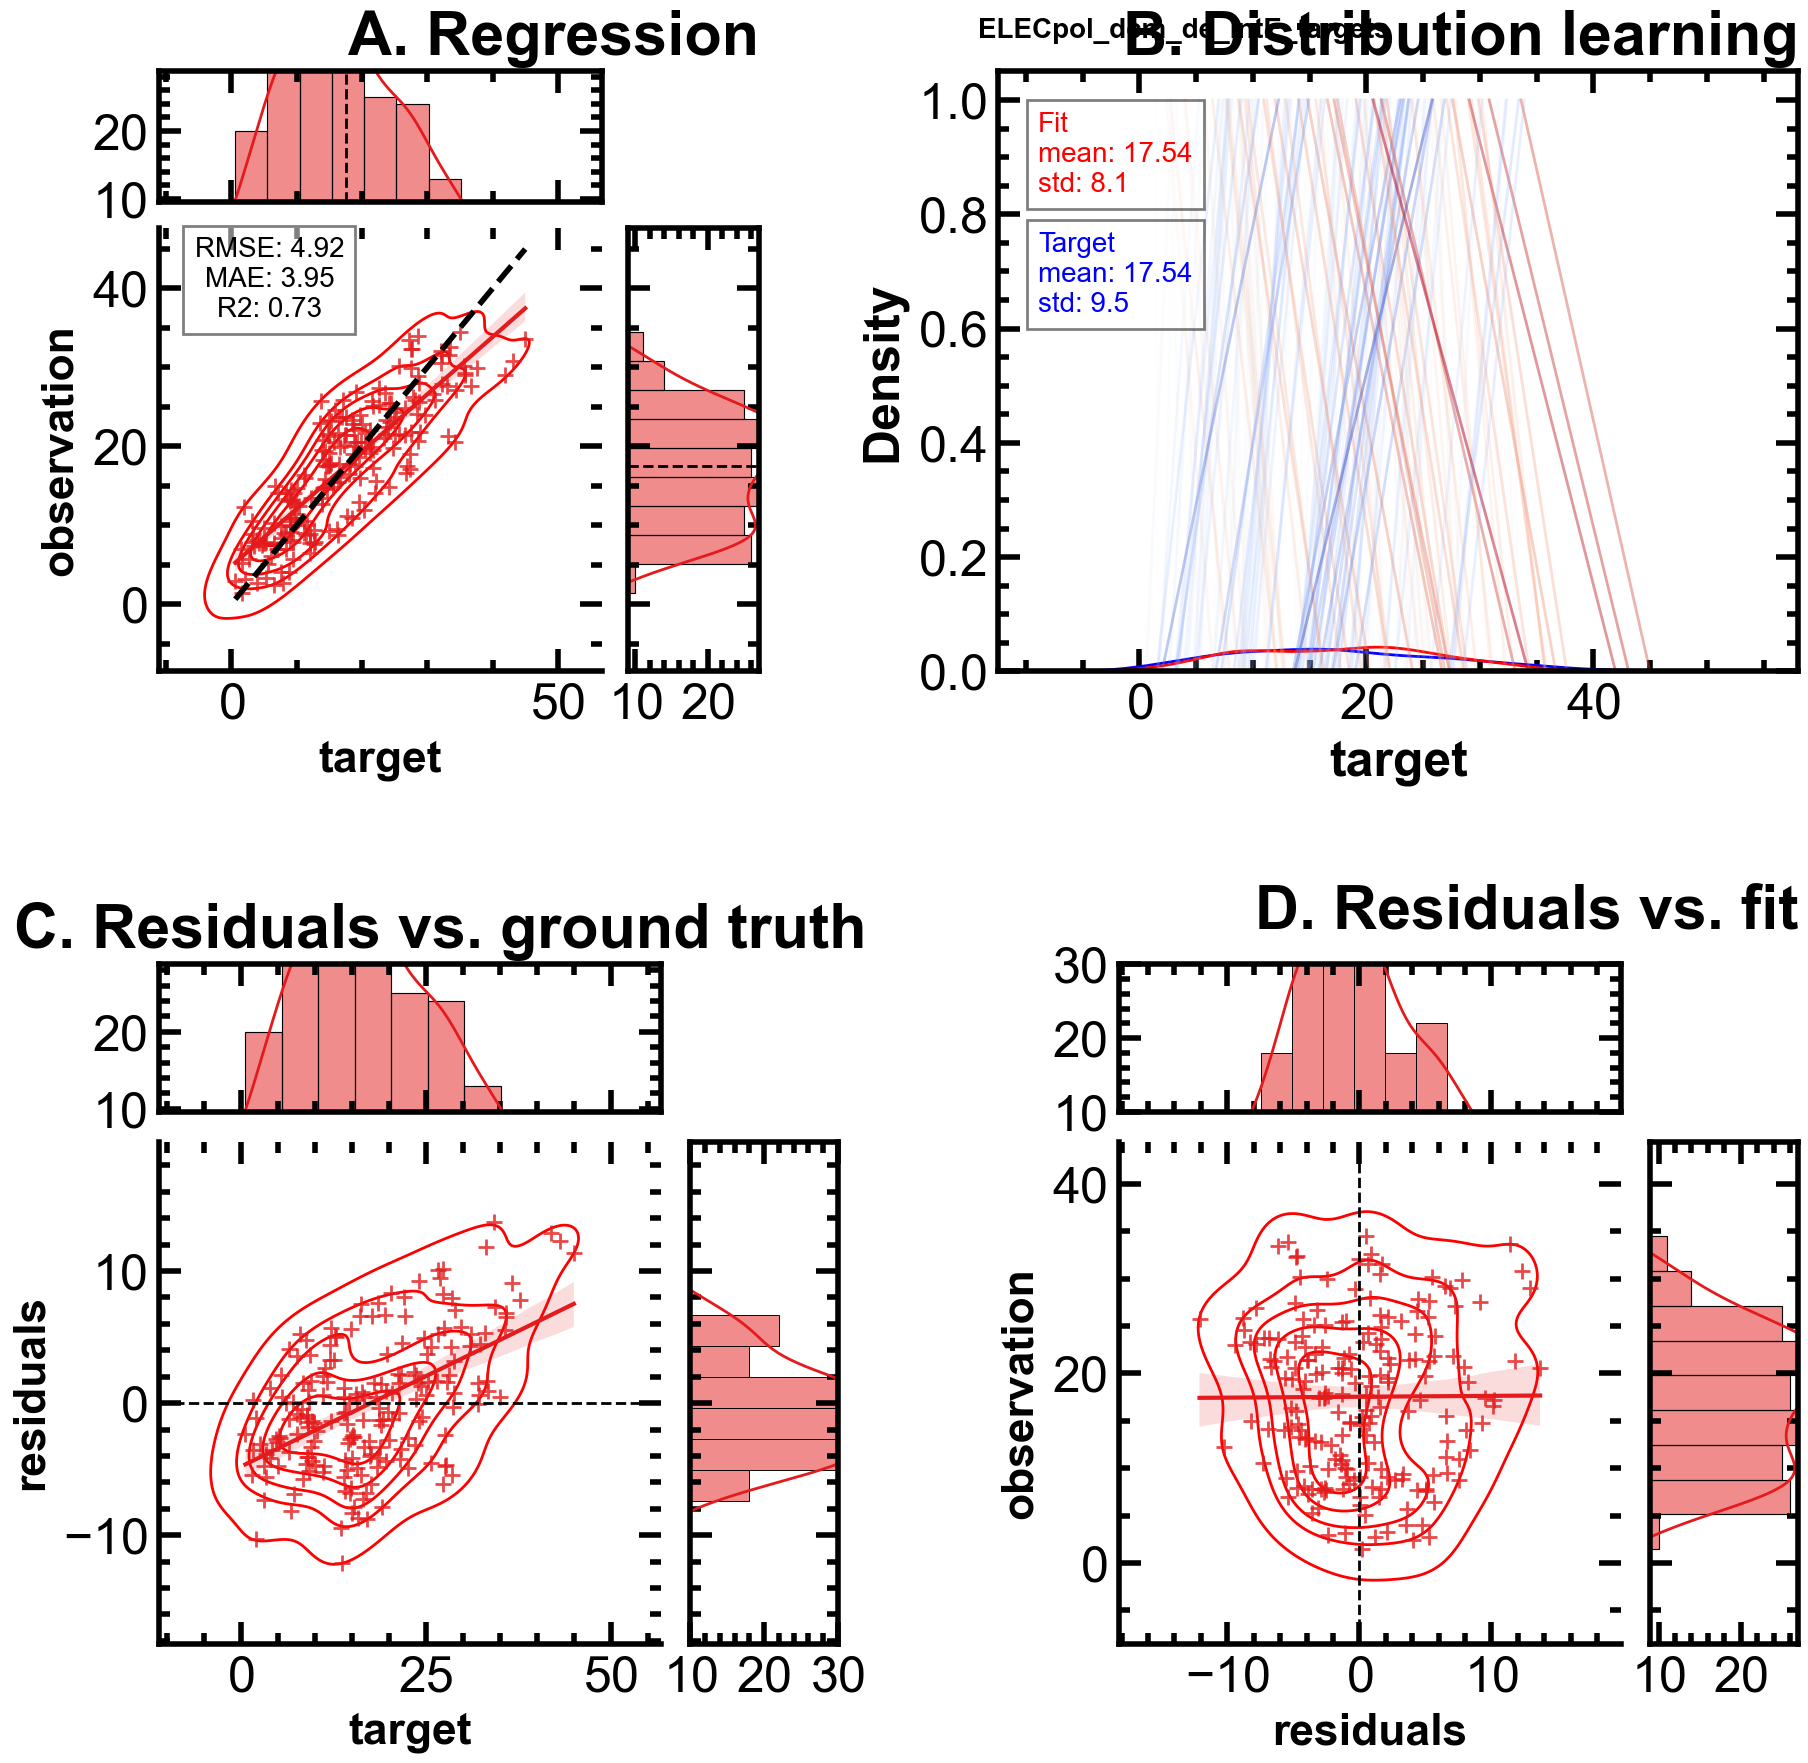 A. Regression
20
10
RMSE: 4.92
MAE: 3.95
R2: 0.73
40
20
0
observation
0
50
target
10
20
B. Distribution learning
1.0
0.8
0.6
0.4
0.2
0.0
Density
Fit
mean: 17.54
std: 8.1
Target
mean: 17.54
std: 9.5
0
20
40
target
C. Residuals vs. ground truth
20
10
10
0
−10
residuals
0
25
50
target
10
20
30
D. Residuals vs. fit
30
20
10
40
20
0
observation
−10
0
10
residuals
10
20